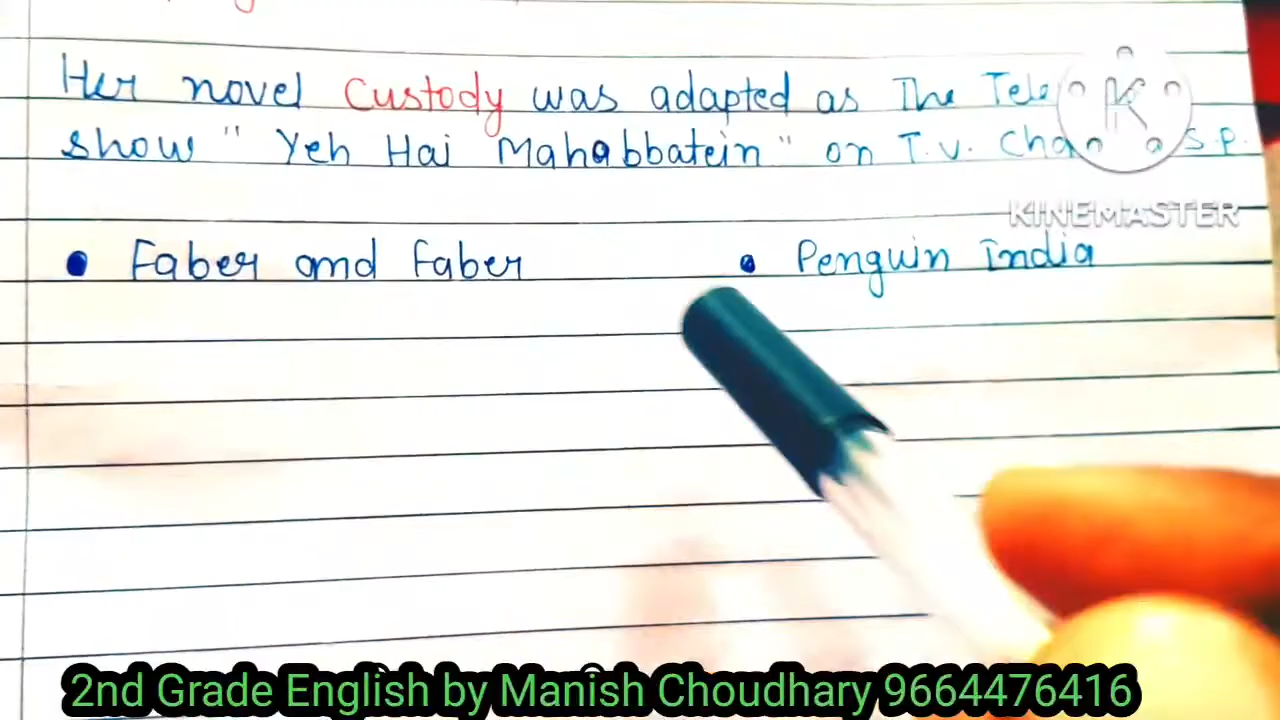 Her novel Custody was adapted as The Tele
show " Yeh Hai Mahabbatein " on T.V. Chan S.P.
• Faber and Faber • Penguin India
KINEMASTER
2nd Grade English by Manish Choudhary 9664476416